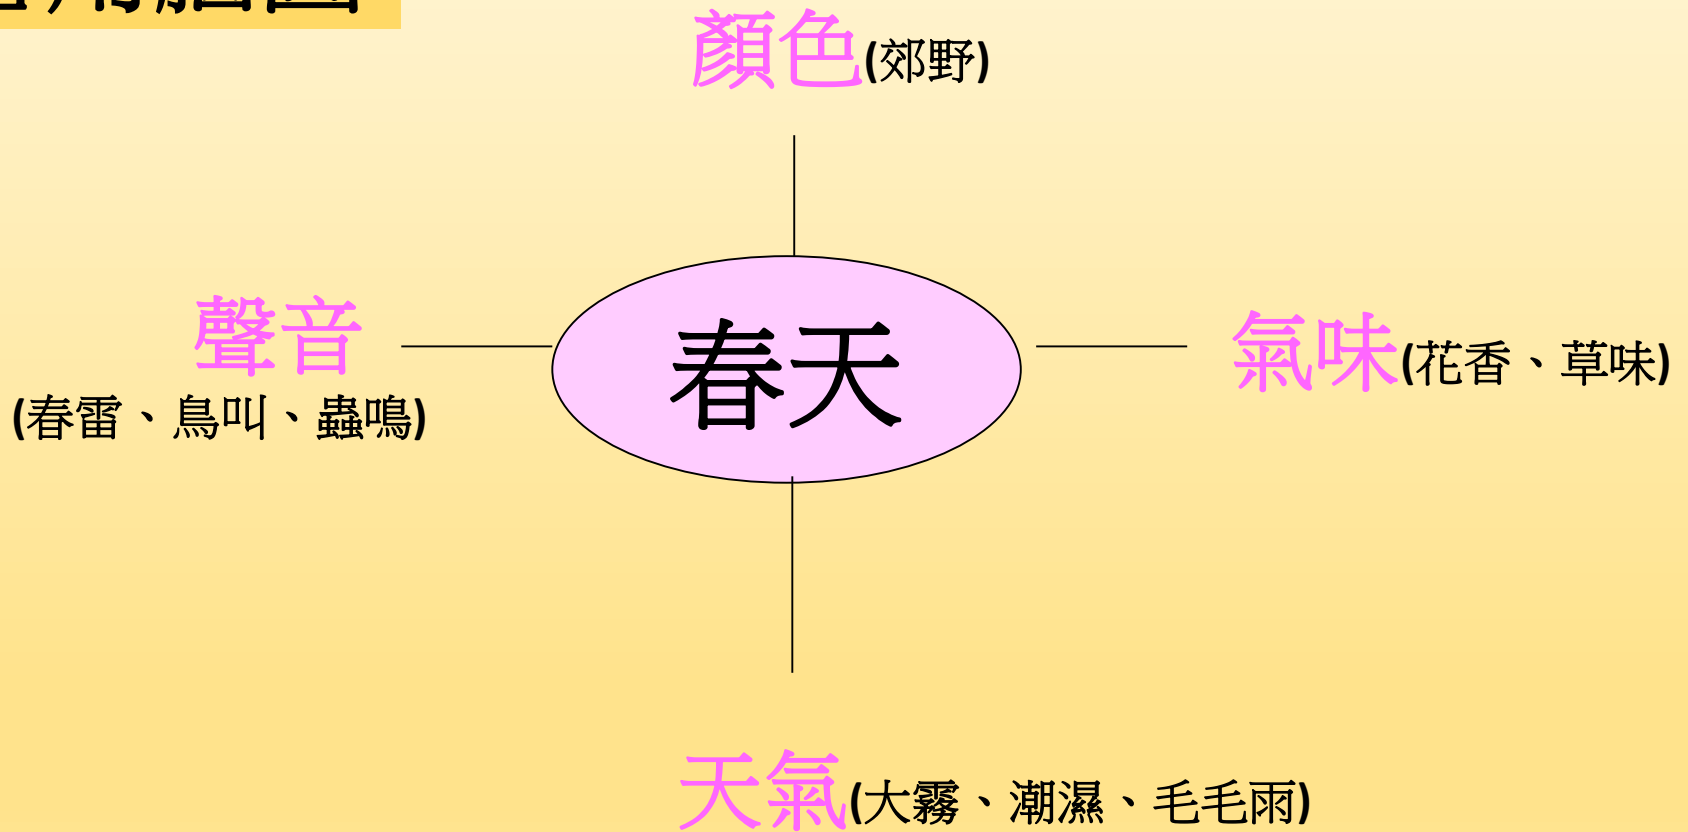 顏色(郊野)
聲音
(春雷、鳥叫、蟲鳴)
春天
氣味(花香、草味)
天氣(大霧、潮濕、毛毛雨)